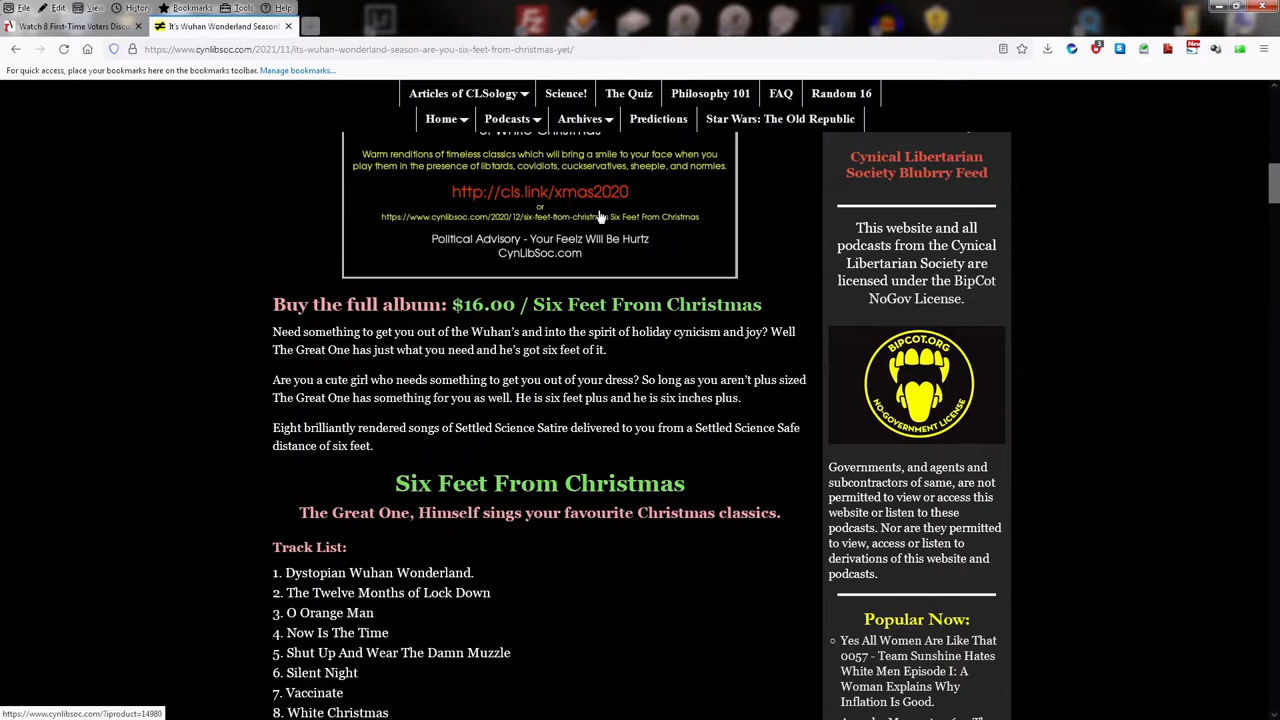 File Edit View History Bookmarks Tools Help
Watch 8 First-Time Voters Discu × It's Wuhan Wonderland Season! ×
https://www.cynlibsoc.com/2021/11/its-wuhan-wonderland-season-are-you-six-feet-from-christmas-yet/
For quick access, place your bookmarks here on the bookmarks toolbar. Manage bookmarks...
New
Articles of CLSology Science! The Quiz Philosophy 101 FAQ Random 16
Home Podcasts Archives Predictions Star Wars: The Old Republic
8. White Christmas
Warm renditions of timeless classics which will bring a smile to your face when you
play them in the presence of libtards, covidiots, cuckservatives, sheeple, and normies.
http://cls.link/xmas2020
or
https://www.cynlibsoc.com/2020/12/six-feet-from-christm Six Feet From Christmas
Political Advisory - Your Feelz Will Be Hurtz
CynLibSoc.com
Buy the full album: $16.00 / Six Feet From Christmas
Need something to get you out of the Wuhan's and into the spirit of holiday cynicism and joy? Well
The Great One has just what you need and he's got six feet of it.
Are you a cute girl who needs something to get you out of your dress? So long as you aren't plus sized
The Great One has something for you as well. He is six feet plus and he is six inches plus.
Eight brilliantly rendered songs of Settled Science Satire delivered to you from a Settled Science Safe
distance of six feet.
Six Feet From Christmas
The Great One, Himself sings your favourite Christmas classics.
Track List:
1. Dystopian Wuhan Wonderland.
2. The Twelve Months of Lock Down
3. O Orange Man
4. Now Is The Time
5. Shut Up And Wear The Damn Muzzle
6. Silent Night
7. Vaccinate
8. White Christmas
Cynical Libertarian
Society Blubrry Feed
This website and all
podcasts from the Cynical
Libertarian Society are
licensed under the BipCot
NoGov License.
BIPCOT.ORG
NO-GOVERNMENT LICENSE
Governments, and agents and
subcontractors of same, are not
permitted to view or access this
website or listen to these
podcasts. Nor are they permitted
to view, access or listen to
derivations of this website and
podcasts.
Popular Now:
Yes All Women Are Like That
0057 - Team Sunshine Hates
White Men Episode I: A
Woman Explains Why
Inflation Is Good.
https://www.cynlibsoc.com/?iproduct=14980